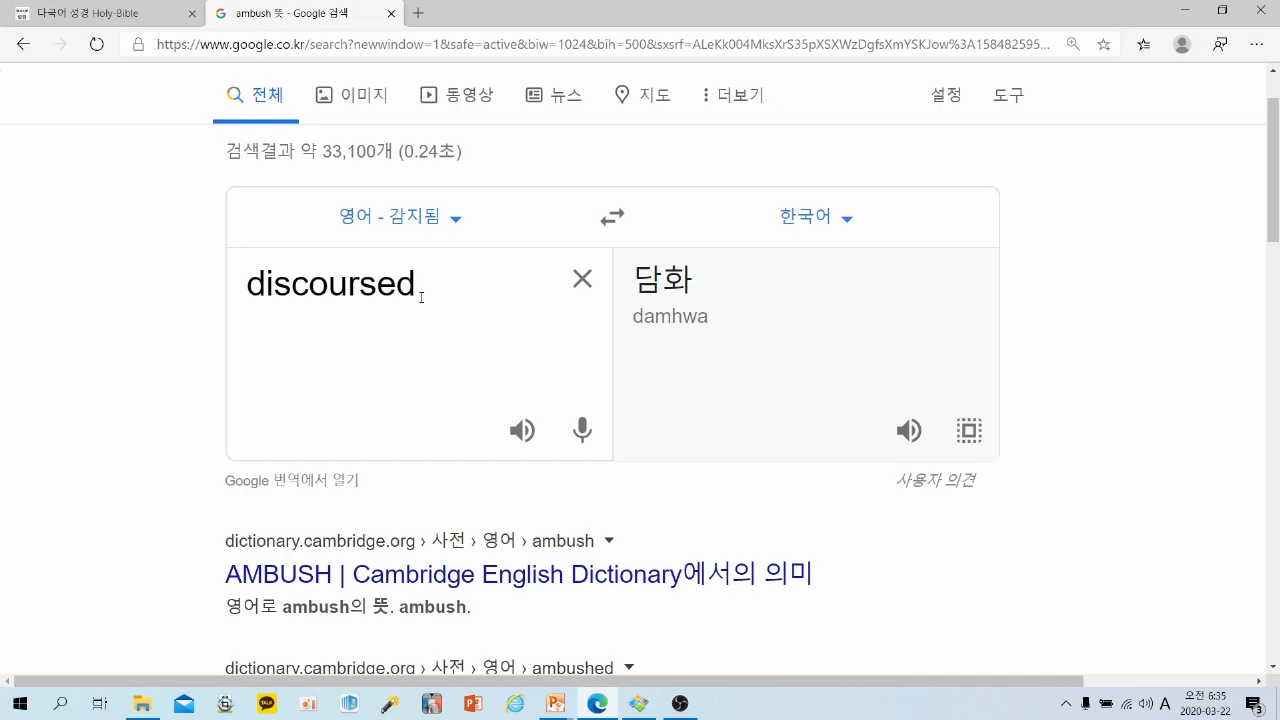 다국어 성경 Holy-Bible
ambush 뜻 - Google 검색
https://www.google.co.kr/search?newwindow=1&safe=active&biw=1024&bih=500&sxsrf=ALeKk004MksXrS35pXSXWzDgfsXmYSKJow%3A158482595...
전체 이미지 동영상 뉴스 지도 더보기 설정 도구
검색결과 약 33,100개 (0.24초)
영어 - 감지됨 한국어
discoursed
담화
damhwa
Google 번역에서 열기 사용자 의견
dictionary.cambridge.org › 사전 › 영어 › ambush
AMBUSH | Cambridge English Dictionary에서의 의미
영어로 ambush의 뜻. ambush.
dictionary.cambridge.org › 사전 › 영어 › ambushed
TALK
A
오전 6:35
2020-03-22
3